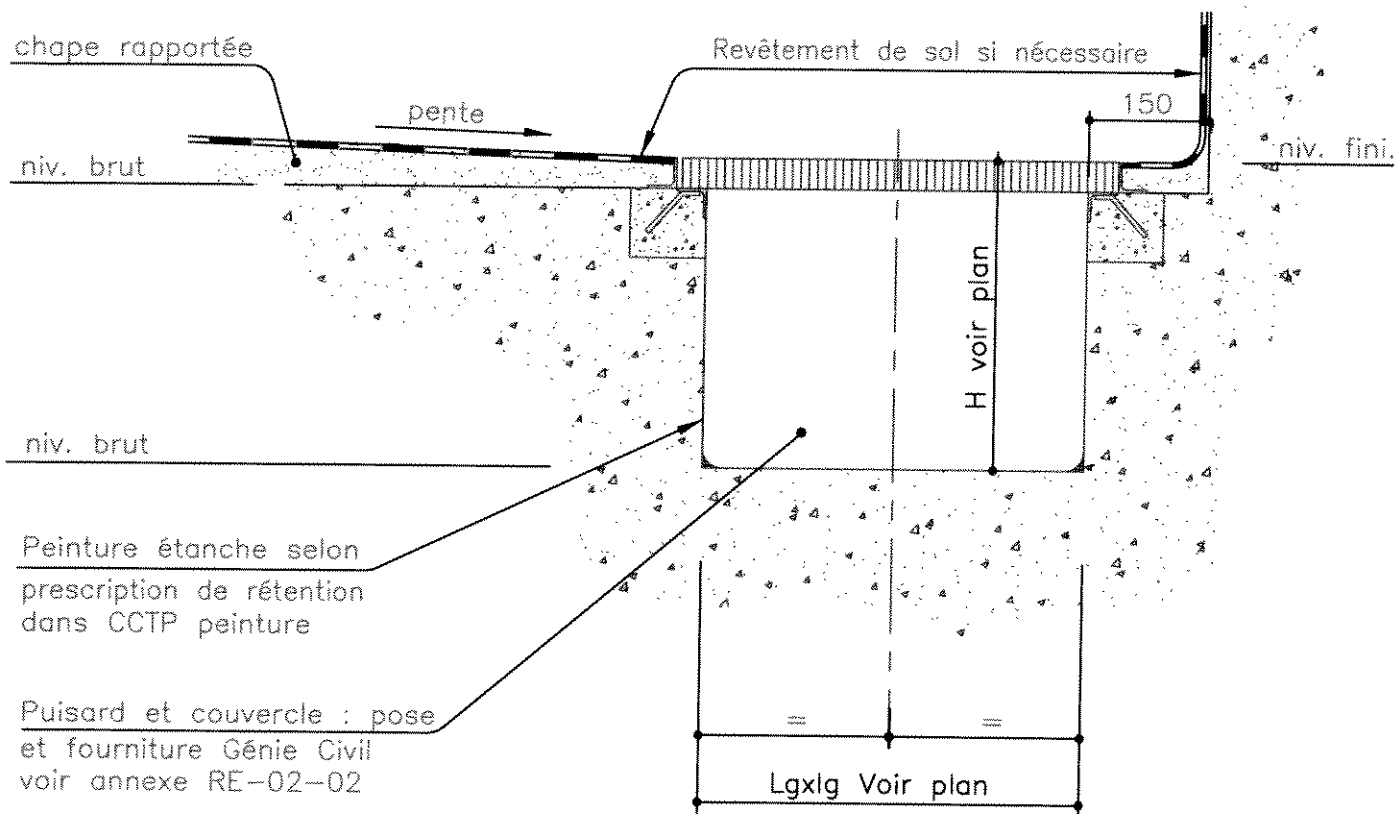 chape rapportée
Revêtement de sol si nécessaire
pente
150
niv. brut
niv. fini.
H voir plan
niv. brut
Peinture étanche selon
prescription de rétention
dans CCTP peinture
Puisard et couvercle : pose
et fourniture Génie Civil
voir annexe RE-02-02
= =
Lgxlg Voir plan